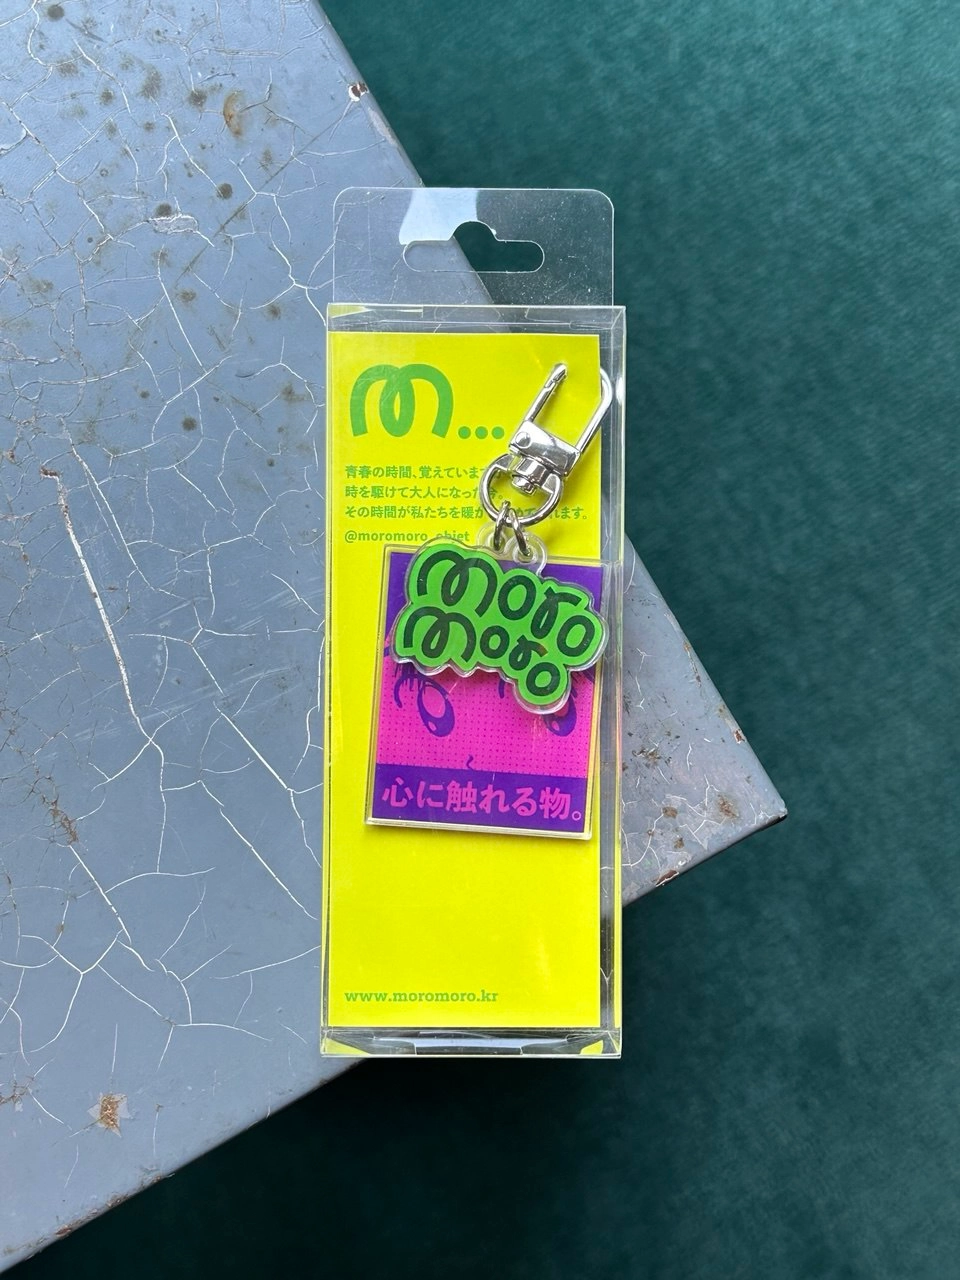 m...
青春の時間、覚えていま
時を駆けて大人になった
その時間が私たちを暖か
れます。
@moromoro_objet
moro
moro
心に触れる物。
www.moromoro.kr